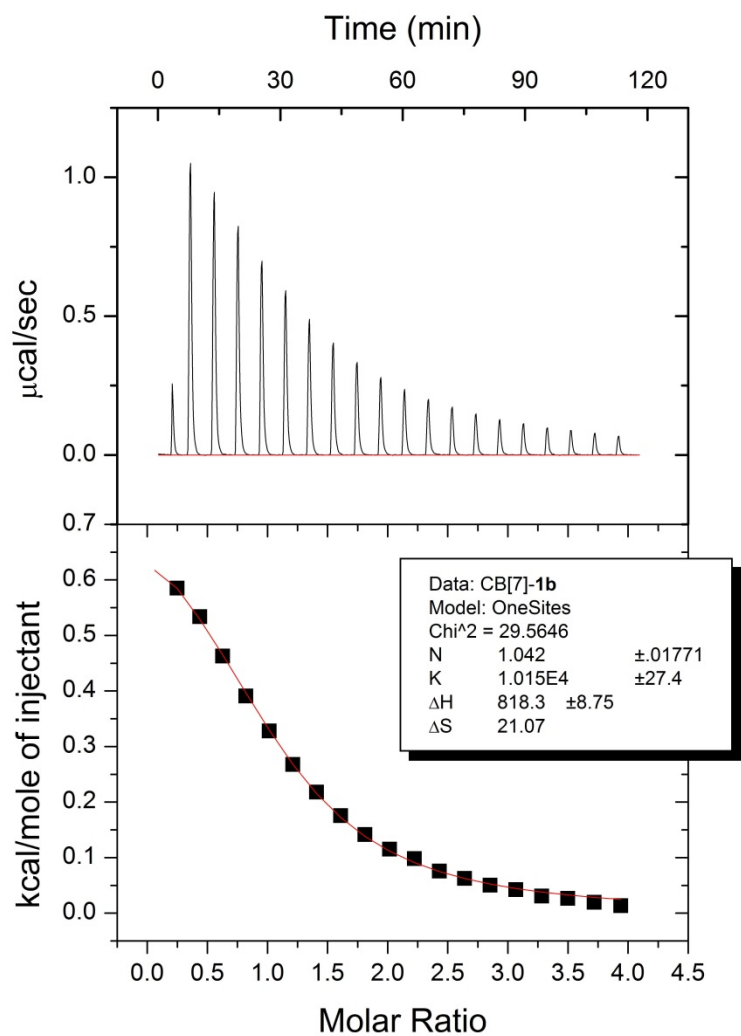 Time (min)
0 30 60 90 120
1.0
0.5
0.0
μcal/sec
0.7
0.6
0.5
0.4
0.3
0.2
0.1
0.0
kcal/mole of injectant
Data: CB[7]-1b
Model: OneSites
Chi^2 = 29.5646
N 1.042 ±.01771
K 1.015E4 ±27.4
ΔH 818.3 ±8.75
ΔS 21.07
0.0 0.5 1.0 1.5 2.0 2.5 3.0 3.5 4.0 4.5
Molar Ratio